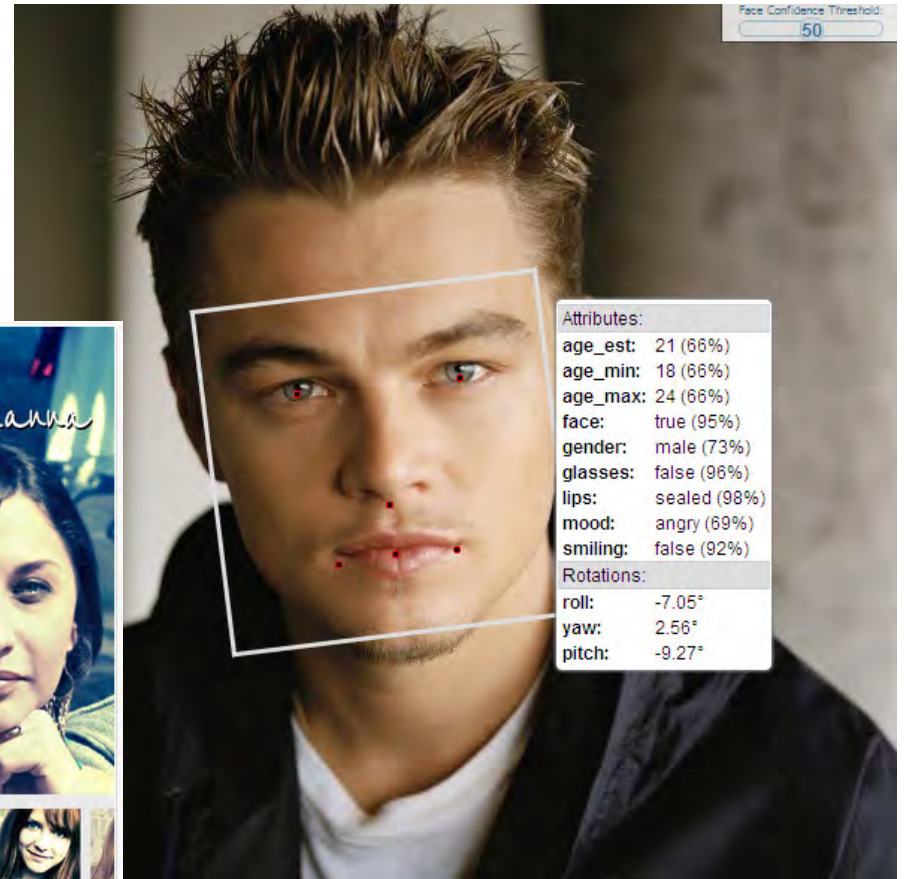 Face Confidence Threshold:
50
anna
Attributes:
age_est: 21 (66%)
age_min: 18 (66%)
age_max: 24 (66%)
face: true (95%)
gender: male (73%)
glasses: false (96%)
lips: sealed (98%)
mood: angry (69%)
smiling: false (92%)
Rotations:
roll: -7.05°
yaw: 2.56°
pitch: -9.27°